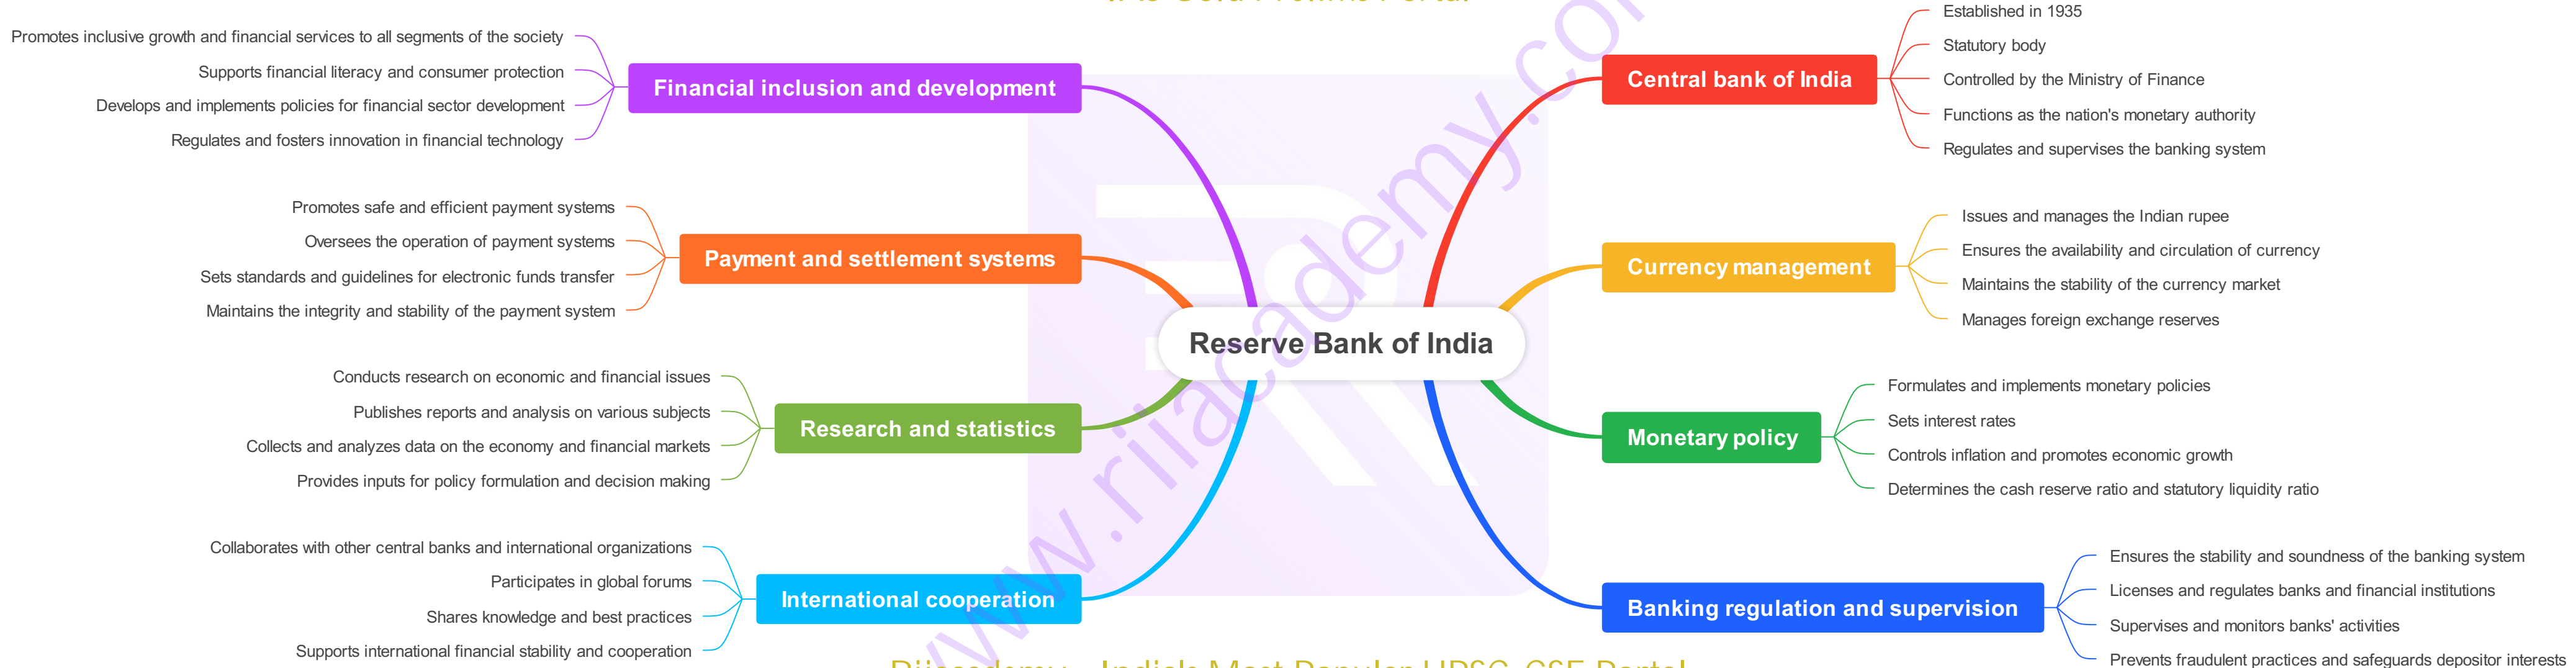 Promotes inclusive growth and financial services to all segments of the society
Supports financial literacy and consumer protection
Develops and implements policies for financial sector development
Regulates and fosters innovation in financial technology
Financial inclusion and development
Promotes safe and efficient payment systems
Oversees the operation of payment systems
Sets standards and guidelines for electronic funds transfer
Maintains the integrity and stability of the payment system
Payment and settlement systems
Conducts research on economic and financial issues
Publishes reports and analysis on various subjects
Collects and analyzes data on the economy and financial markets
Provides inputs for policy formulation and decision making
Research and statistics
Collaborates with other central banks and international organizations
Participates in global forums
Shares knowledge and best practices
Supports international financial stability and cooperation
International cooperation
Reserve Bank of India
Central bank of India
Established in 1935
Statutory body
Controlled by the Ministry of Finance
Functions as the nation's monetary authority
Regulates and supervises the banking system
Currency management
Issues and manages the Indian rupee
Ensures the availability and circulation of currency
Maintains the stability of the currency market
Manages foreign exchange reserves
Monetary policy
Formulates and implements monetary policies
Sets interest rates
Controls inflation and promotes economic growth
Determines the cash reserve ratio and statutory liquidity ratio
Banking regulation and supervision
Ensures the stability and soundness of the banking system
Licenses and regulates banks and financial institutions
Supervises and monitors banks' activities
Prevents fraudulent practices and safeguards depositor interests
www.rijacademy.co
India's Most Popular UPSC-CSE Portal